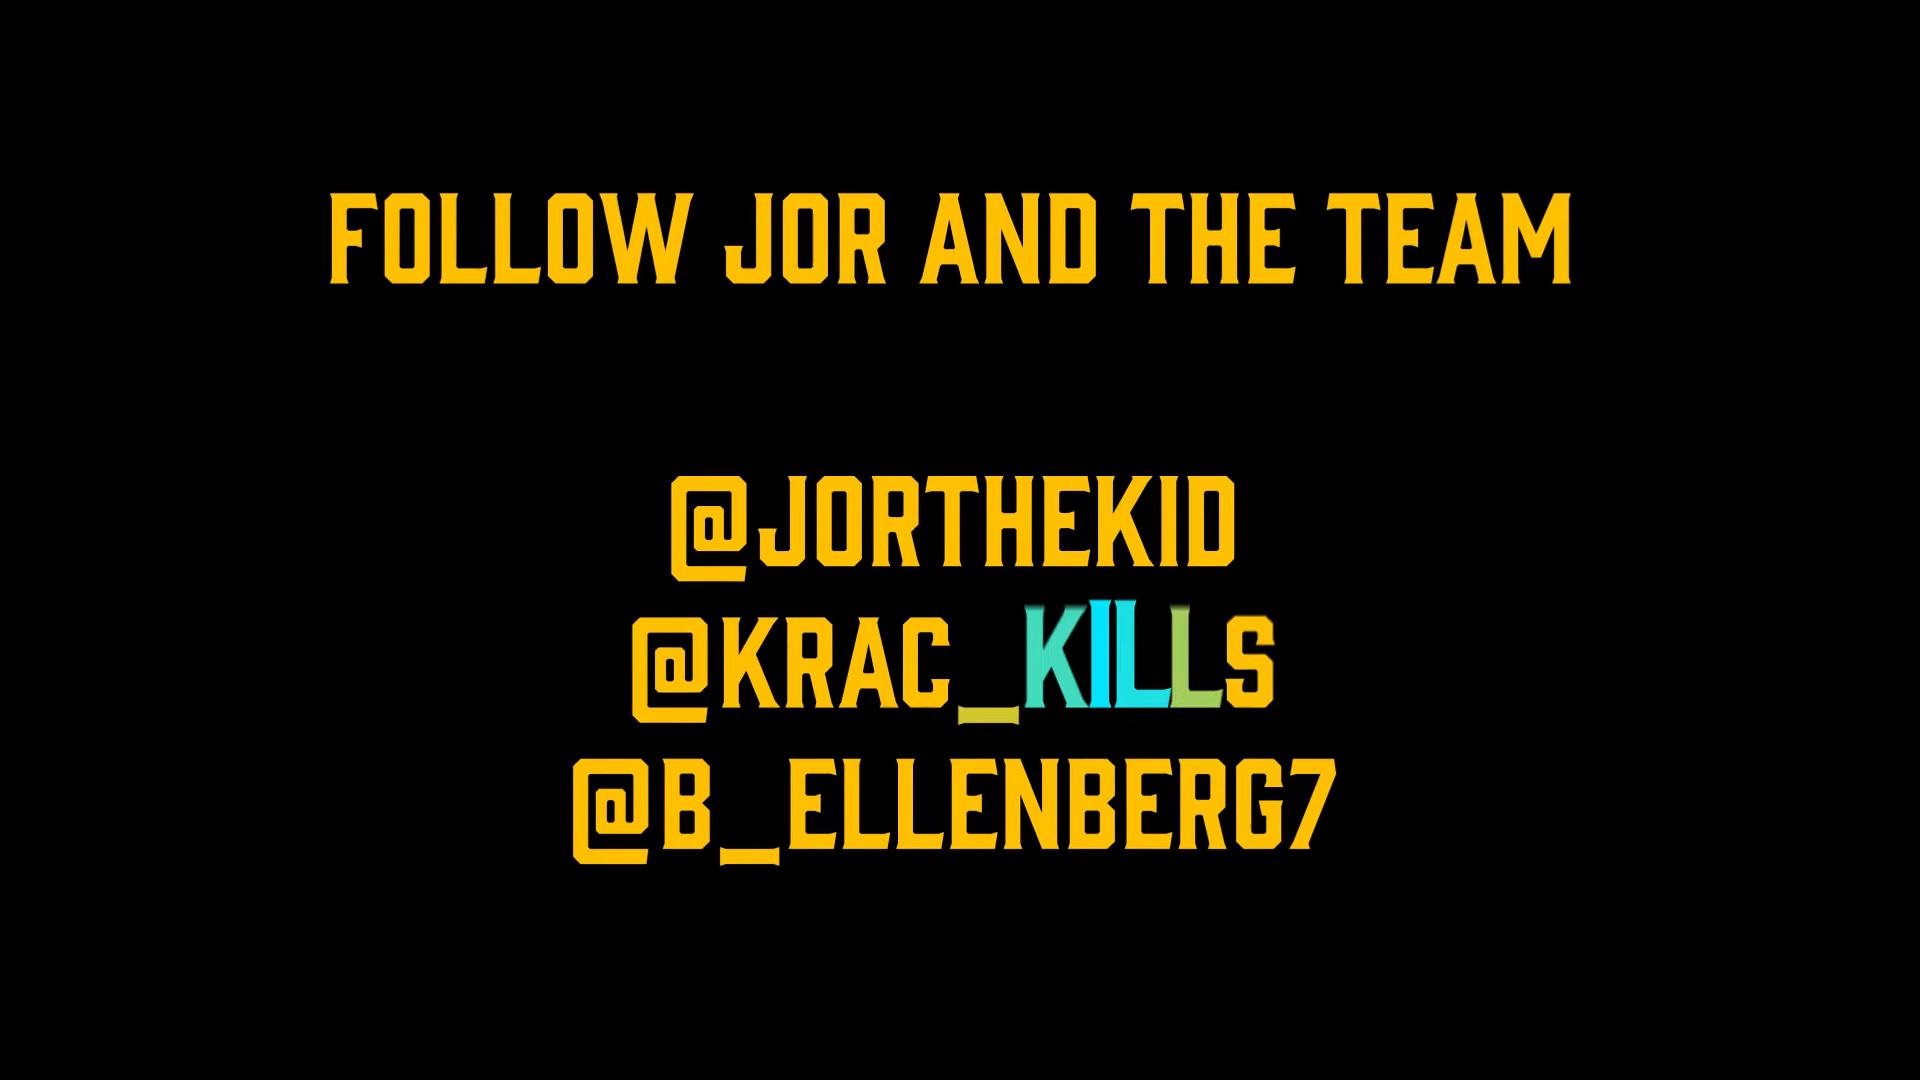 FOLLOW JOR AND THE TEAM
@JORTHEKID
@KRAC_KILLS
@B_ELLENBERG7